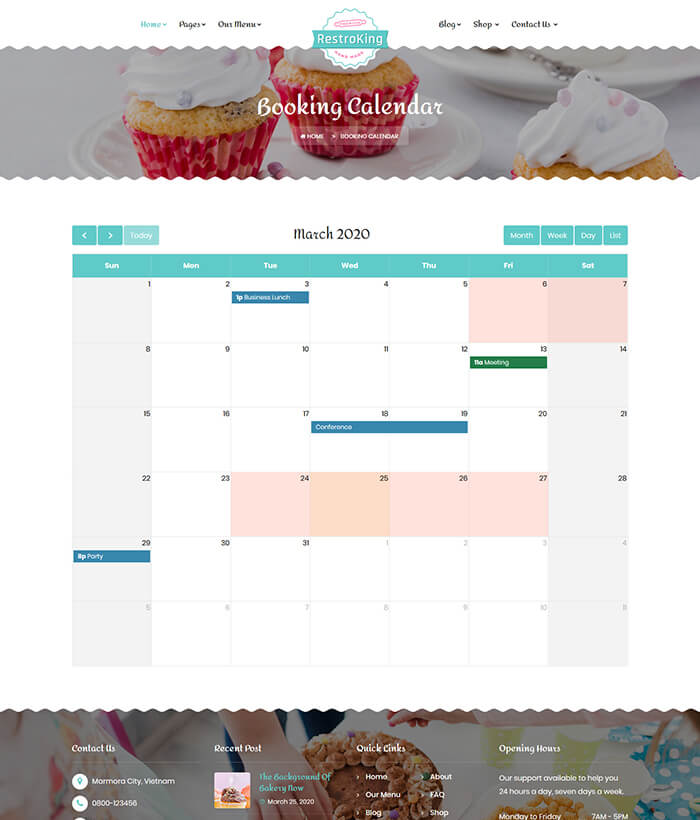 Home Pages Our Menu Blog Shop Contact Us
RestroKing
Booking Calendar
HOME > BOOKING CALENDAR
Today March 2020 Month Week Day List
Sun Mon Tue Wed Thu Fri Sat
1 2 3 4 5 6 7
1p Business Lunch
8 9 10 11 12 13 14
11a Meeting
15 16 17 18 19 20 21
Conference
22 23 24 25 26 27 28
29 30 31 1 2 3 4
8p Party
5 6 7 8 9 10 11
Contact Us
Mormora City, Vietnam
0800-123456
Recent Post
The Background Of
Bakery Now
March 25, 2020
Quick Links
Home About
Our Menu FAQ
Blog Shop
Opening Hours
Our support available to help you
24 hours a day, seven days a week.
Monday to Friday 7AM – 5PM